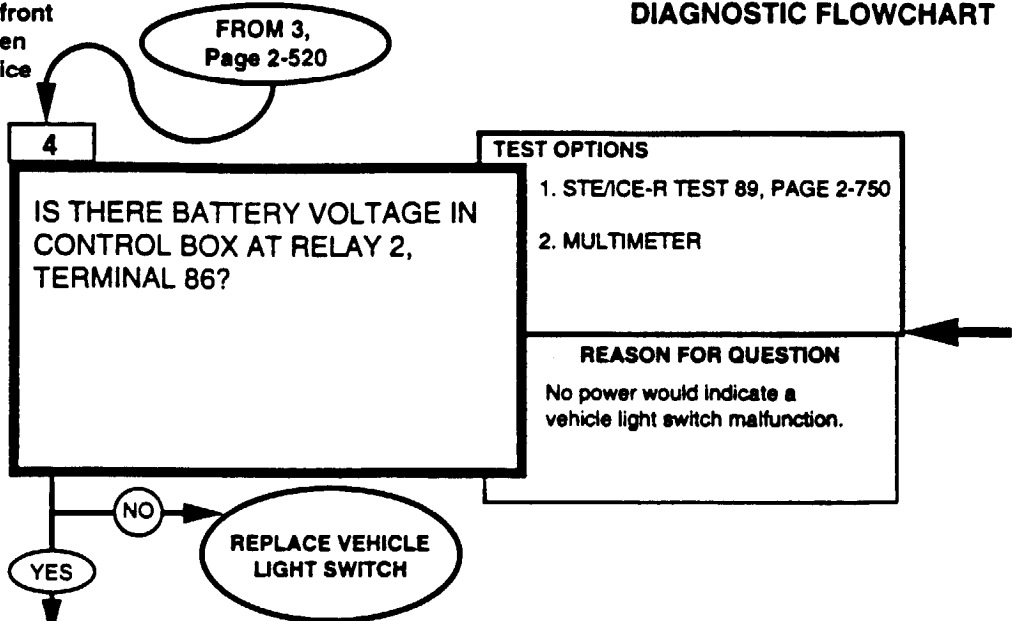 front
en
ice
DIAGNOSTIC FLOWCHART
FROM 3,
Page 2-520
4
IS THERE BATTERY VOLTAGE IN
CONTROL BOX AT RELAY 2,
TERMINAL 86?
TEST OPTIONS
1. STE/ICE-R TEST 89, PAGE 2-750
2. MULTIMETER
REASON FOR QUESTION
No power would indicate a
vehicle light switch malfunction.
NO
REPLACE VEHICLE
LIGHT SWITCH
YES